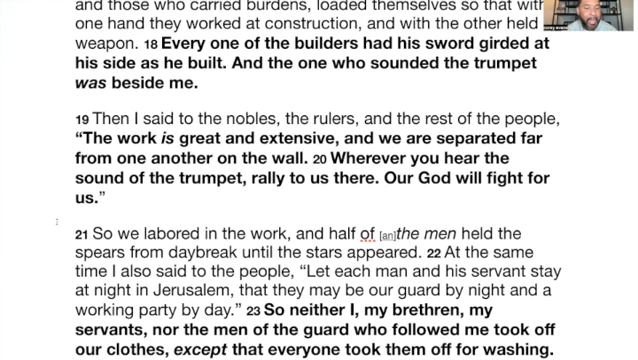 and those who carried burdens, loaded themselves so that with
one hand they worked at construction, and with the other held
weapon. 18 Every one of the builders had his sword girded at
his side as he built. And the one who sounded the trumpet
was beside me.
19 Then I said to the nobles, the rulers, and the rest of the people,
“The work is great and extensive, and we are separated far
from one another on the wall. 20 Wherever you hear the
sound of the trumpet, rally to us there. Our God will fight for
us.”
21 So we labored in the work, and half of [an]the men held the
spears from daybreak until the stars appeared. 22 At the same
time I also said to the people, “Let each man and his servant stay
at night in Jerusalem, that they may be our guard by night and a
working party by day.” 23 So neither I, my brethren, my
servants, nor the men of the guard who followed me took off
our clothes, except that everyone took them off for washing.